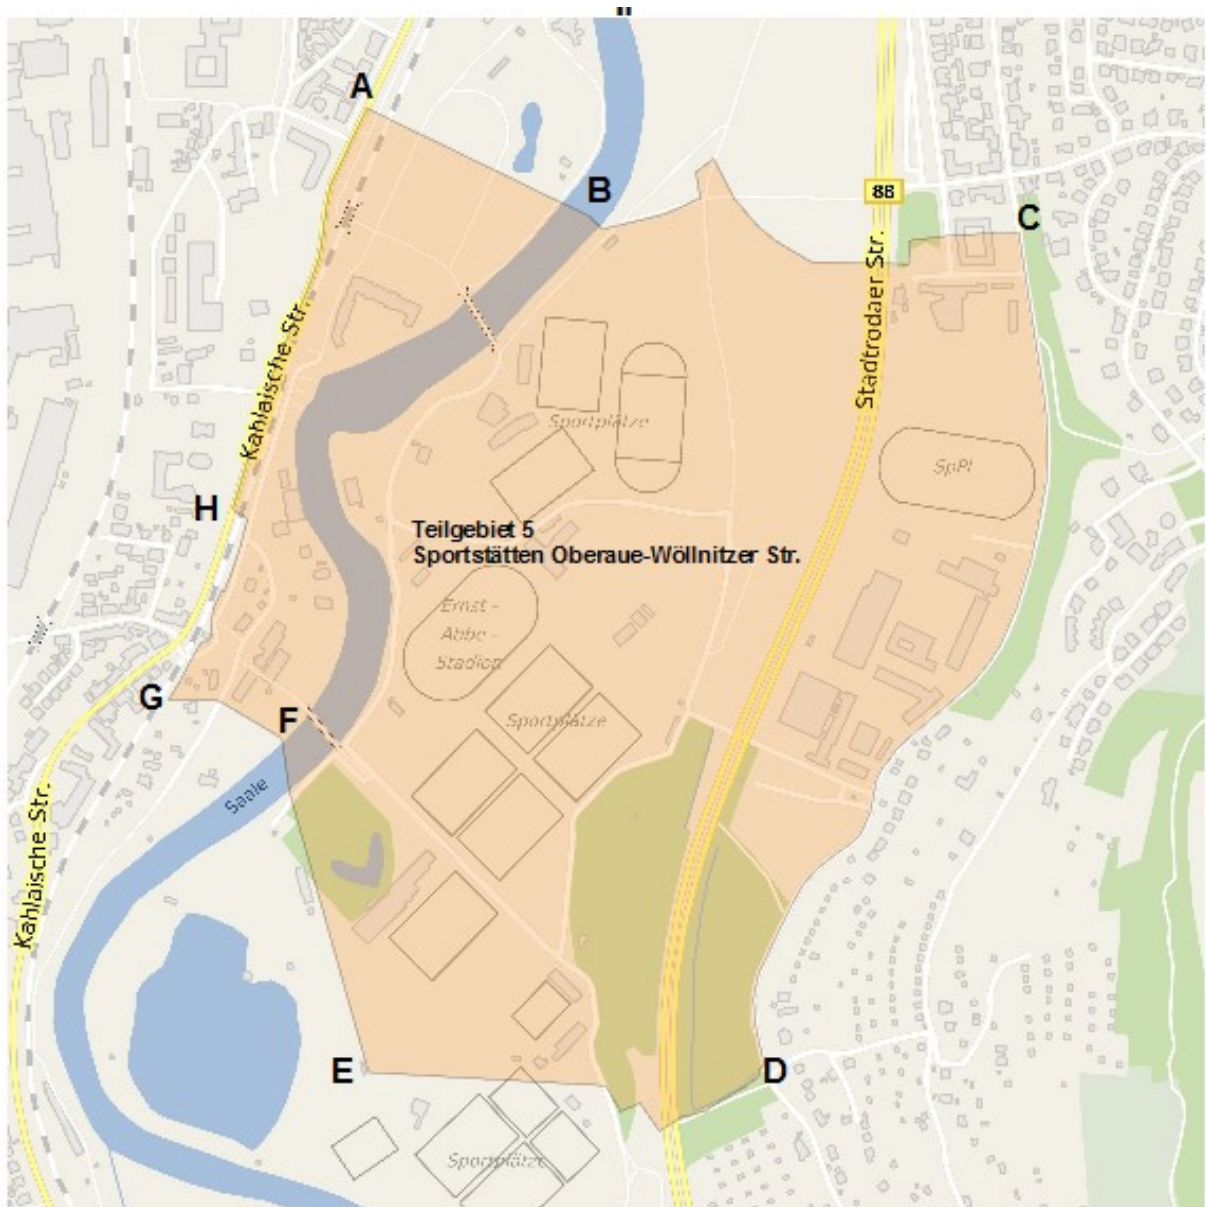 A
B
88
C
Stadtrodaer Str.
Kahlaische Str.
Sportplätze
SpPl
H
Teilgebiet 5
Sportstätten Oberaue-Wöllnitzer Str.
Ernst -
Abbe -
Stadion
G
F
Sportplätze
Saale
Kahlaische Str.
E
D
Sportplätze